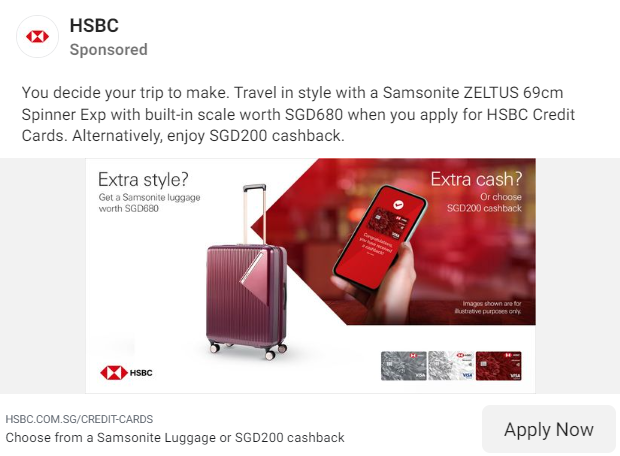 HSBC
Sponsored
You decide your trip to make. Travel in style with a Samsonite ZELTUS 69cm
Spinner Exp with built-in scale worth SGD680 when you apply for HSBC Credit
Cards. Alternatively, enjoy SGD200 cashback.
Extra style?
Get a Samsonite luggage
worth SGD680
Extra cash?
Or choose
SGD200 cashback
Congratulations,
you have received
a cashback!
Images shown are for
illustrative purposes only.
HSBC
VISA
VISA
VISA
HSBC.COM.SG/CREDIT-CARDS
Choose from a Samsonite Luggage or SGD200 cashback
Apply Now